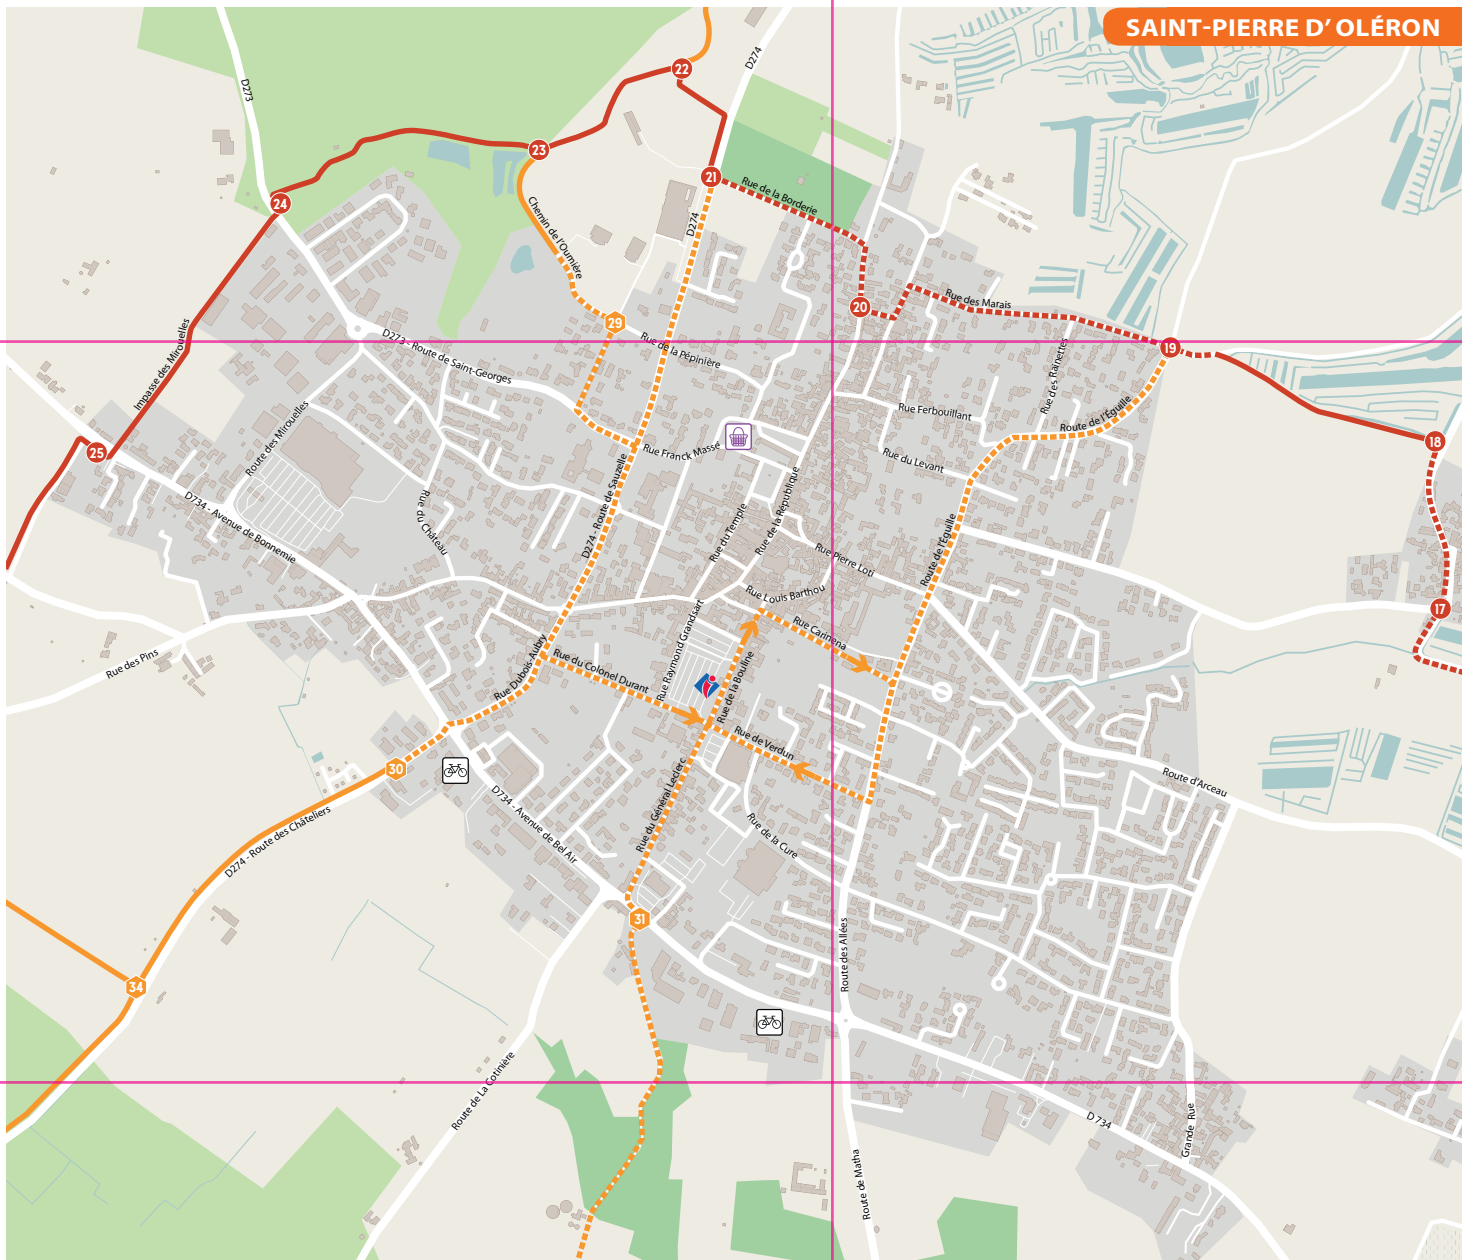 SAINT-PIERRE D' OLÉRON
D274
22
D273
23
21
Rue de la Borderie
24
Chemin de l'Oumière
D274
Rue des Marais
20
29
Impasse des Mirouelles
D273 - Route de Saint-Georges
Rue de la Pépinière
19
Rue des Rainettes
Rue Ferbouillant
Route de l'Éguille
18
25
Route des Mirouelles
Rue Franck Massé
Rue du Levant
D734 - Avenue de Bonnemie
Rue du Château
D274 - Route de Sauzelle
Rue du Temple
Rue de la République
Rue Pierre Loti
Route de l'Éguille
Rue Louis Barthou
17
Rue Carinena
Rue Raymond Grandsart
Rue des Pins
Rue Dubois-Aubry
Rue du Colonel Durant
Rue de la Bouline
Rue de Verdun
30
Route d'Arceau
D274 - Route des Châteliers
D734 - Avenue de Bel Air
Rue du Général Leclerc
Rue de la Cure
31
Route des Allées
34
Route de La Cotinière
D 734
Grande Rue
Route de Matha